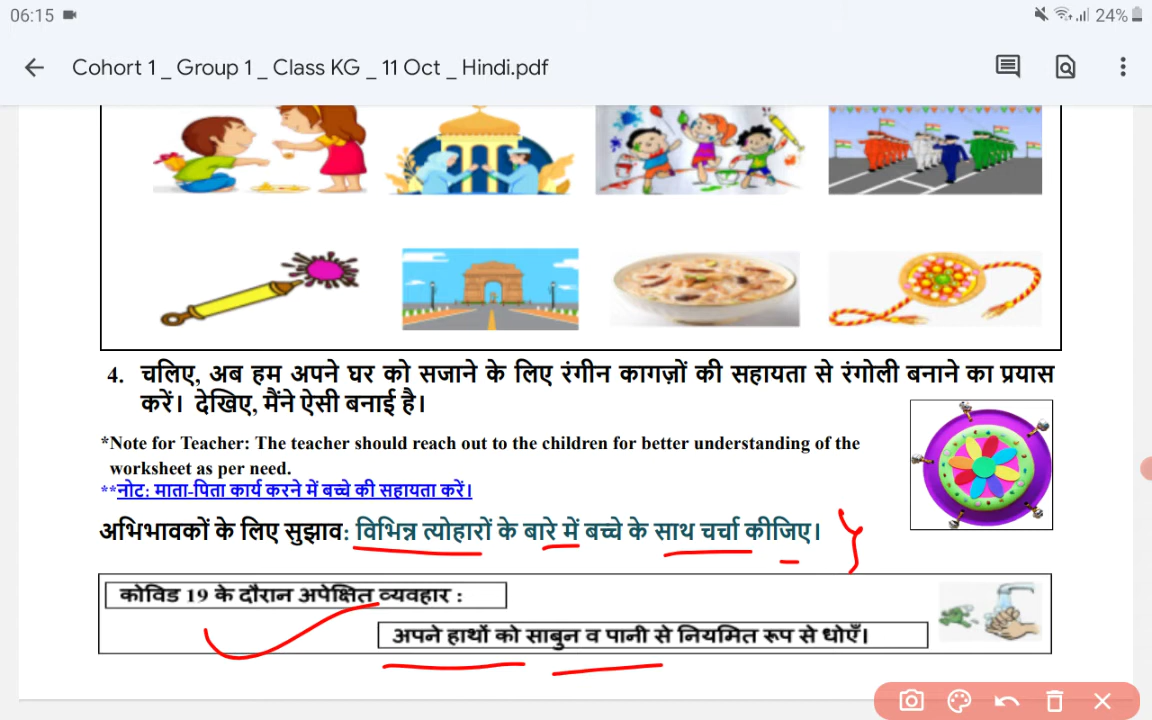 06:15
24%
Cohort 1 _ Group 1 _ Class KG _ 11 Oct _ Hindi.pdf
4. चलिए, अब हम अपने घर को सजाने के लिए रंगीन कागज़ों की सहायता से रंगोली बनाने का प्रयास
करें। देखिए, मैंने ऐसी बनाई है।
*Note for Teacher: The teacher should reach out to the children for better understanding of the
worksheet as per need.
**नोट: माता-पिता कार्य करने में बच्चे की सहायता करें।
अभिभावकों के लिए सुझाव: विभिन्न त्योहारों के बारे में बच्चे के साथ चर्चा कीजिए।
कोविड 19 के दौरान अपेक्षित व्यवहार :
अपने हाथों को साबुन व पानी से नियमित रूप से धोएँ।